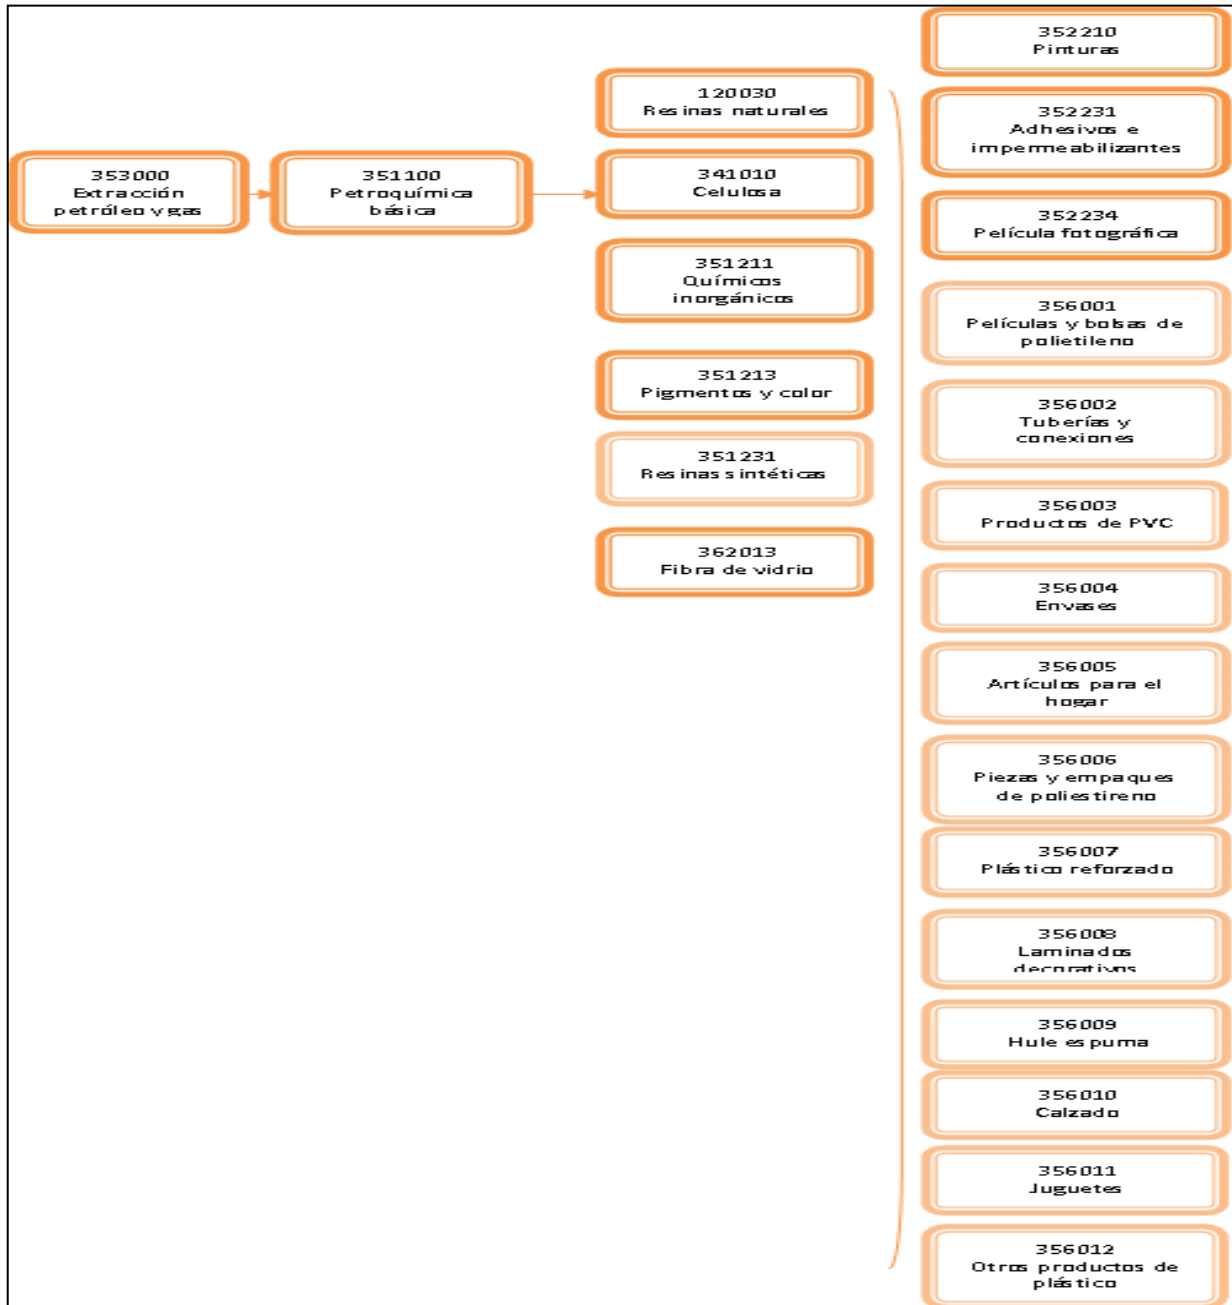 353000
Extracción
petróleo y gas
351100
Petroquímica
básica
120030
Resinas naturales
341010
Celulosa
351211
Químicos
inorgánicos
351213
Pigmentos y color
351231
Resinas sintéticas
362013
Fibra de vidrio
352210
Pinturas
352231
Adhesivos e
impermeabilizantes
352234
Película fotográfica
356001
Películas y bolsas de
polietileno
356002
Tuberías y
conexiones
356003
Productos de PVC
356004
Envases
356005
Artículos para el
hogar
356006
Piezas y empaques
de poliestireno
356007
Plástico reforzado
356008
Laminados
decorativos
356009
Hule espuma
356010
Calzado
356011
Juguetes
356012
Otros productos de
plástico